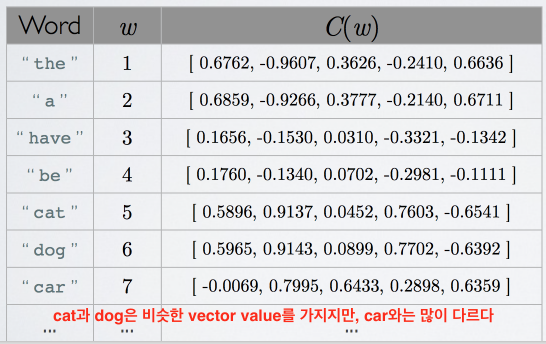 Word w C(w)
“the” 1 [ 0.6762, -0.9607, 0.3626, -0.2410, 0.6636 ]
“a” 2 [ 0.6859, -0.9266, 0.3777, -0.2140, 0.6711 ]
“have” 3 [ 0.1656, -0.1530, 0.0310, -0.3321, -0.1342 ]
“be” 4 [ 0.1760, -0.1340, 0.0702, -0.2981, -0.1111 ]
“cat” 5 [ 0.5896, 0.9137, 0.0452, 0.7603, -0.6541 ]
“dog” 6 [ 0.5965, 0.9143, 0.0899, 0.7702, -0.6392 ]
“car” 7 [ -0.0069, 0.7995, 0.6433, 0.2898, 0.6359 ]
cat과 dog은 비슷한 vector value를 가지지만, car와는 많이 다르다
... ... ...